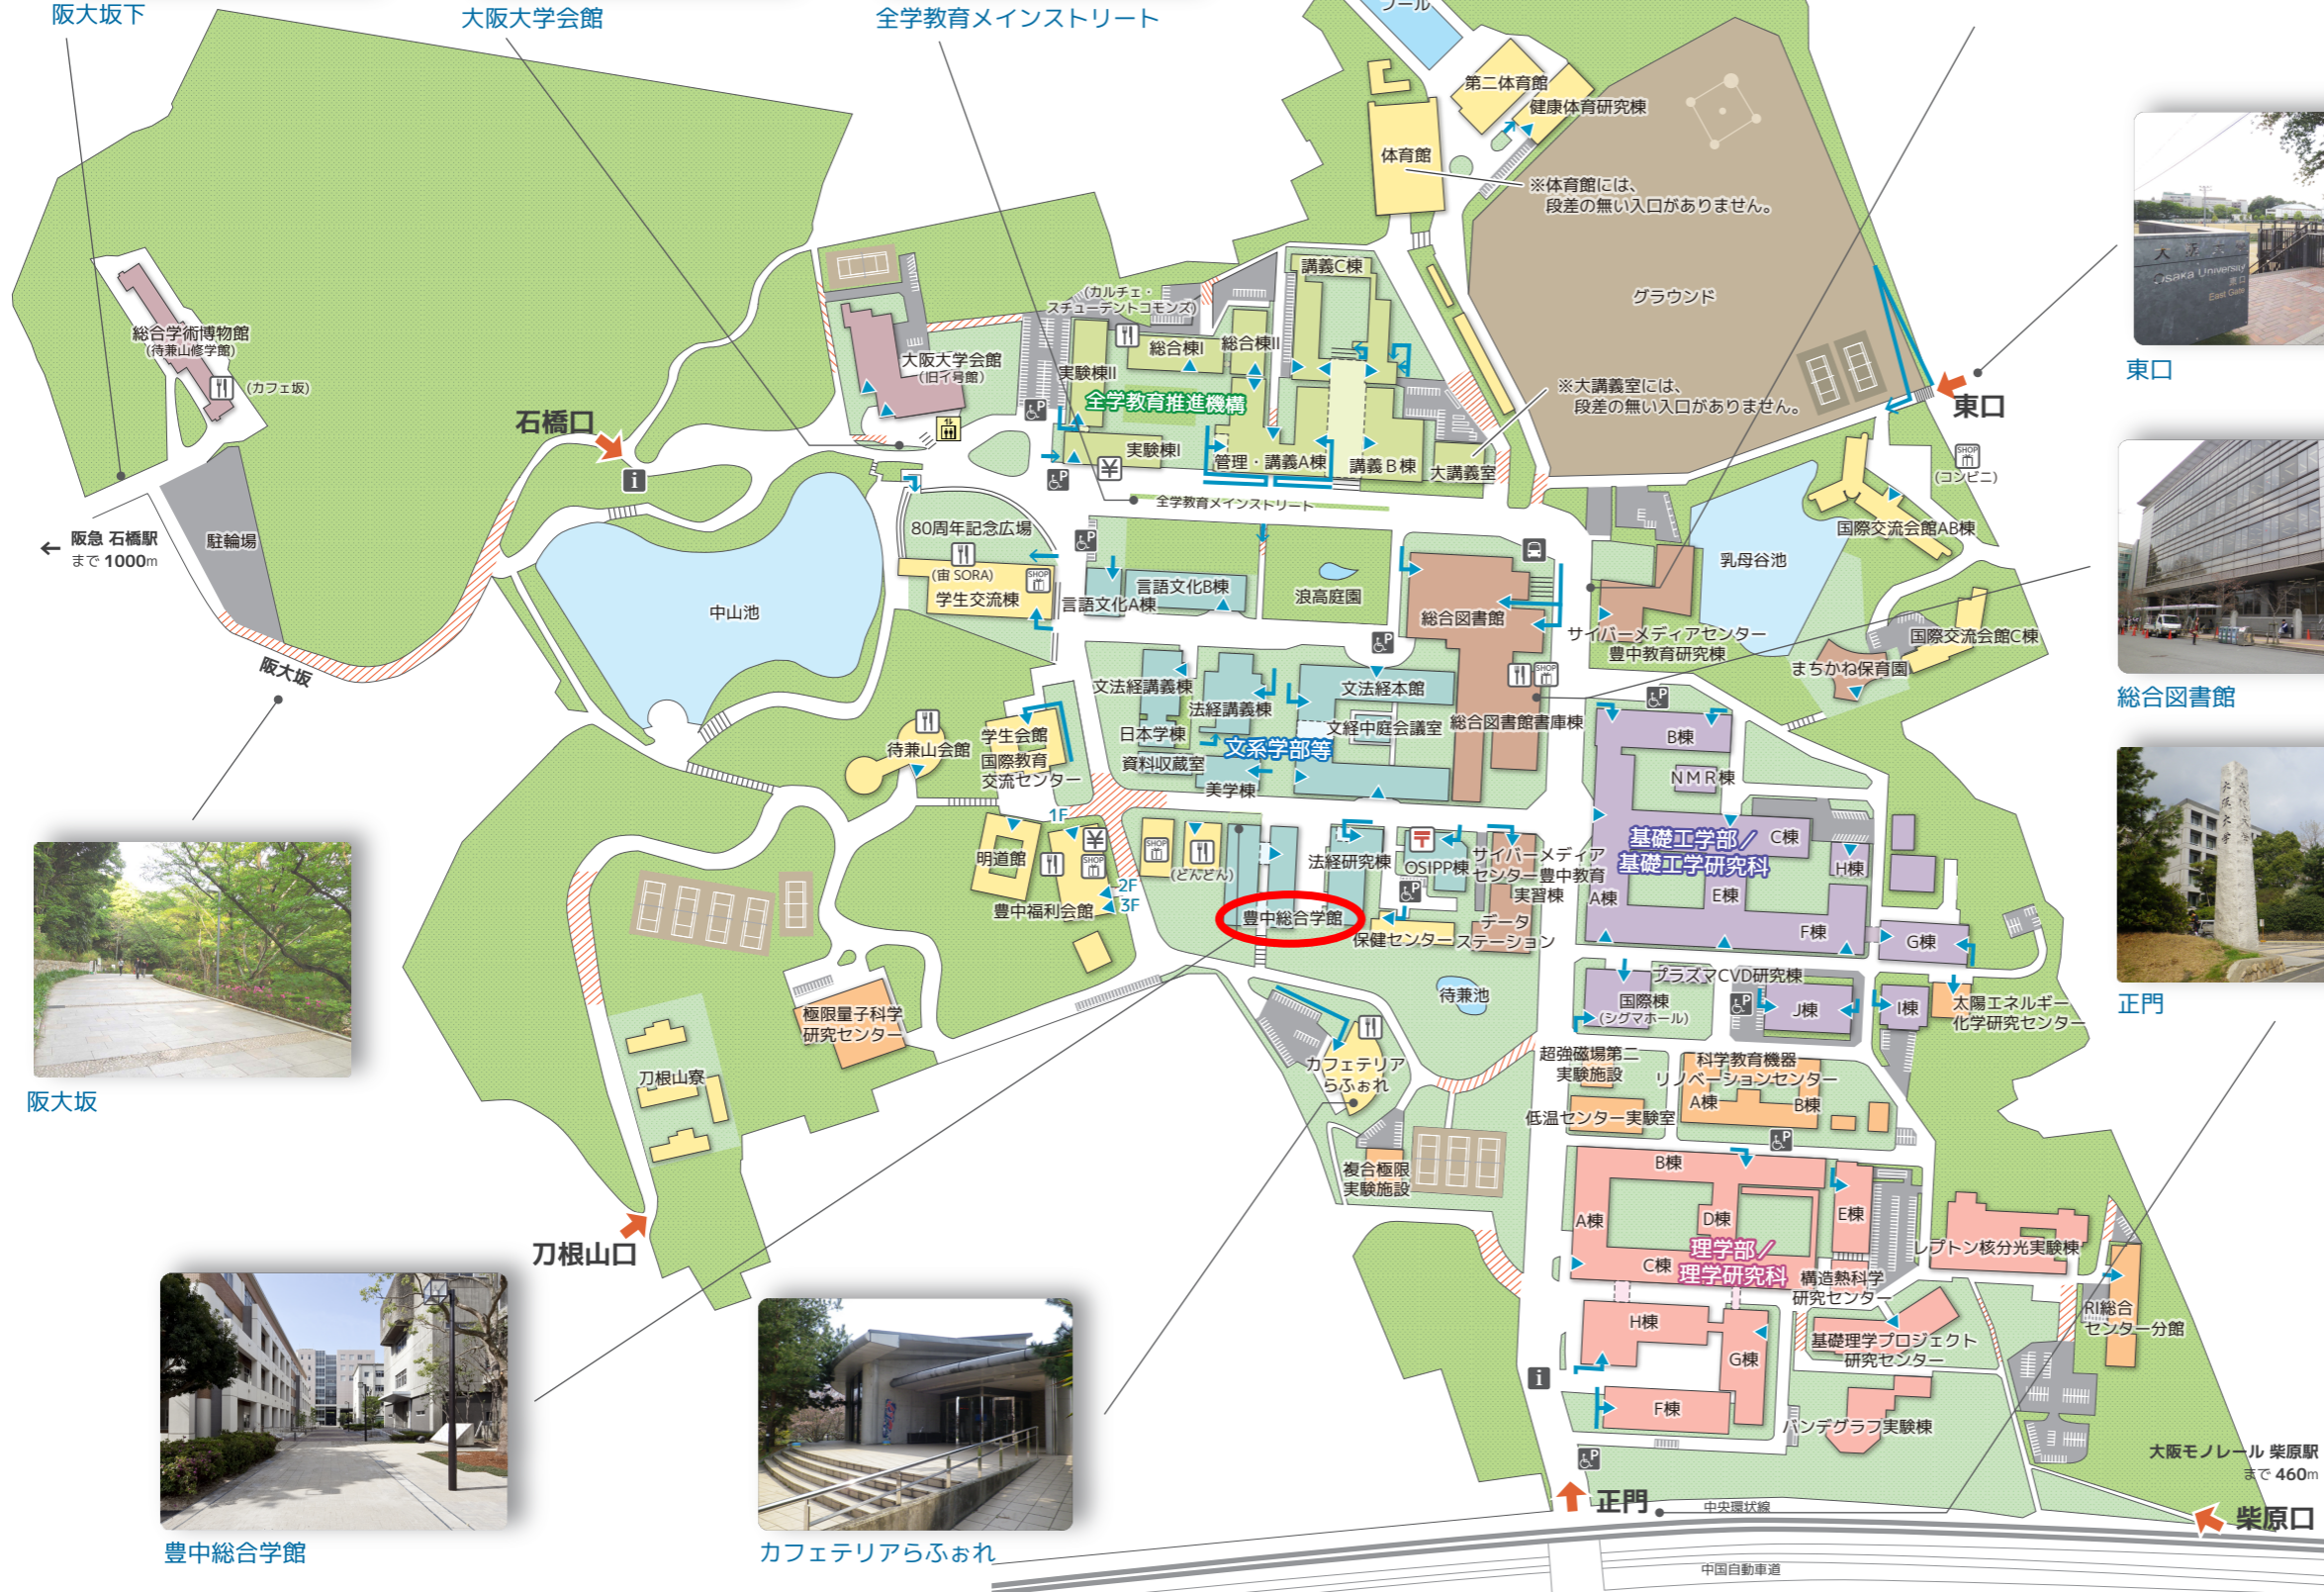 阪大坂下
大阪大学会館
全学教育メインストリート
プール
第二体育館
健康体育研究棟
体育館
※体育館には、
段差の無い入口がありません。
グラウンド
講義C棟
(カルチェ・
スチューデントコモンズ)
総合棟I
総合棟II
実験棟II
全学教育推進機構
実験棟I
管理・講義A棟
講義B棟
大講義室
※大講義室には、
段差の無い入口がありません。
大阪大学会館
(旧イ号館)
総合学術博物館
(待兼山修学館)
(カフェ坂)
石橋口
i
阪急 石橋駅
まで 1000m
駐輪場
阪大坂
中山池
全学教育メインストリート
80周年記念広場
(宙 SORA)
SHOP
学生交流棟
言語文化A棟
言語文化B棟
浪高庭園
総合図書館
サイバーメディアセンター
豊中教育研究棟
乳母谷池
東口
SHOP
(コンビニ)
国際交流会館AB棟
国際交流会館C棟
まちかね保育園
大阪大学
Osaka University
東口
East Gate
東口
総合図書館
正門
文法経講義棟
法経講義棟
文法経本館
文経中庭会議室
総合図書館書庫棟
SHOP
日本学棟
文系学部等
資料収蔵室
美学棟
待兼山会館
学生会館
国際教育
交流センター
明道館
1F
¥
SHOP
2F
3F
豊中福利会館
SHOP
(どんどん)
豊中総合学館
法経研究棟
〒
OSIPP棟
サイバーメディア
センター豊中教育
実習棟
保健センター
データ
ステーション
B棟
NMR棟
基礎工学部/
基礎工学研究科
C棟
H棟
A棟
E棟
F棟
G棟
プラズマCVD研究棟
国際棟
(シグマホール)
J棟
I棟
太陽エネルギー
化学研究センター
待兼池
カフェテリア
らふぉれ
極限量子科学
研究センター
刀根山寮
刀根山口
超強磁場第二
実験施設
科学教育機器
リノベーションセンター
A棟
B棟
低温センター実験室
複合極限
実験施設
B棟
A棟
D棟
E棟
理学部/
理学研究科
C棟
構造熱科学
研究センター
レプトン核分光実験棟
RI総合
センター分館
H棟
G棟
基礎理学プロジェクト
研究センター
F棟
バンデグラフ実験棟
i
大阪モノレール 柴原駅
まで 460m
正門
中央環状線
柴原口
中国自動車道
阪大坂
豊中総合学館
カフェテリアらふぉれ